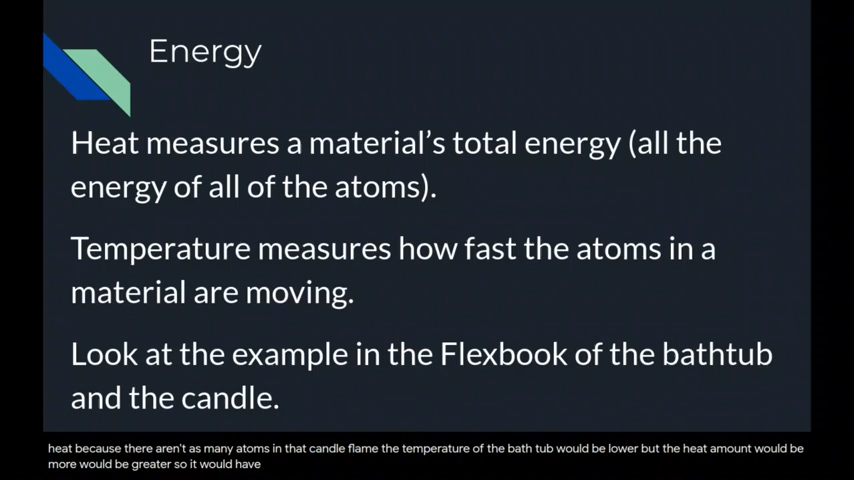 Energy
Heat measures a material's total energy (all the
energy of all of the atoms).
Temperature measures how fast the atoms in a
material are moving.
Look at the example in the Flexbook of the bathtub
and the candle.
heat because there aren't as many atoms in that candle flame the temperature of the bath tub would be lower but the heat amount would be
more would be greater so it would have